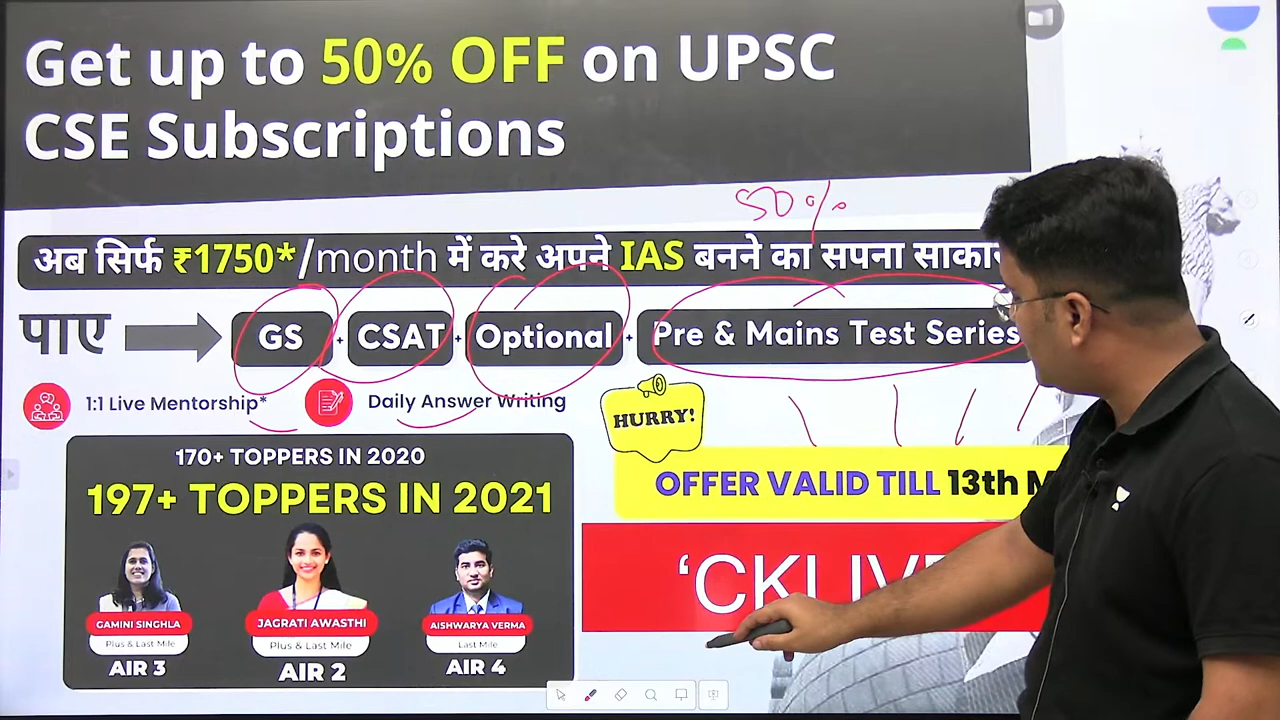 Get up to 50% OFF on UPSC
CSE Subscriptions
50%
अब सिर्फ ₹1750*/month में करे अपने IAS बनने का सपना
पाए GS + CSAT + Optional + Pre & Mains Test Series
1:1 Live Mentorship* Daily Answer Writing
HURRY!
170+ TOPPERS IN 2020
197+ TOPPERS IN 2021
OFFER VALID TILL 13th
GAMINI SINGHLA
Plus & Last Mile
AIR 3
JAGRATI AWASTHI
Plus & Last Mile
AIR 2
AISHWARYA VERMA
Last Mile
AIR 4